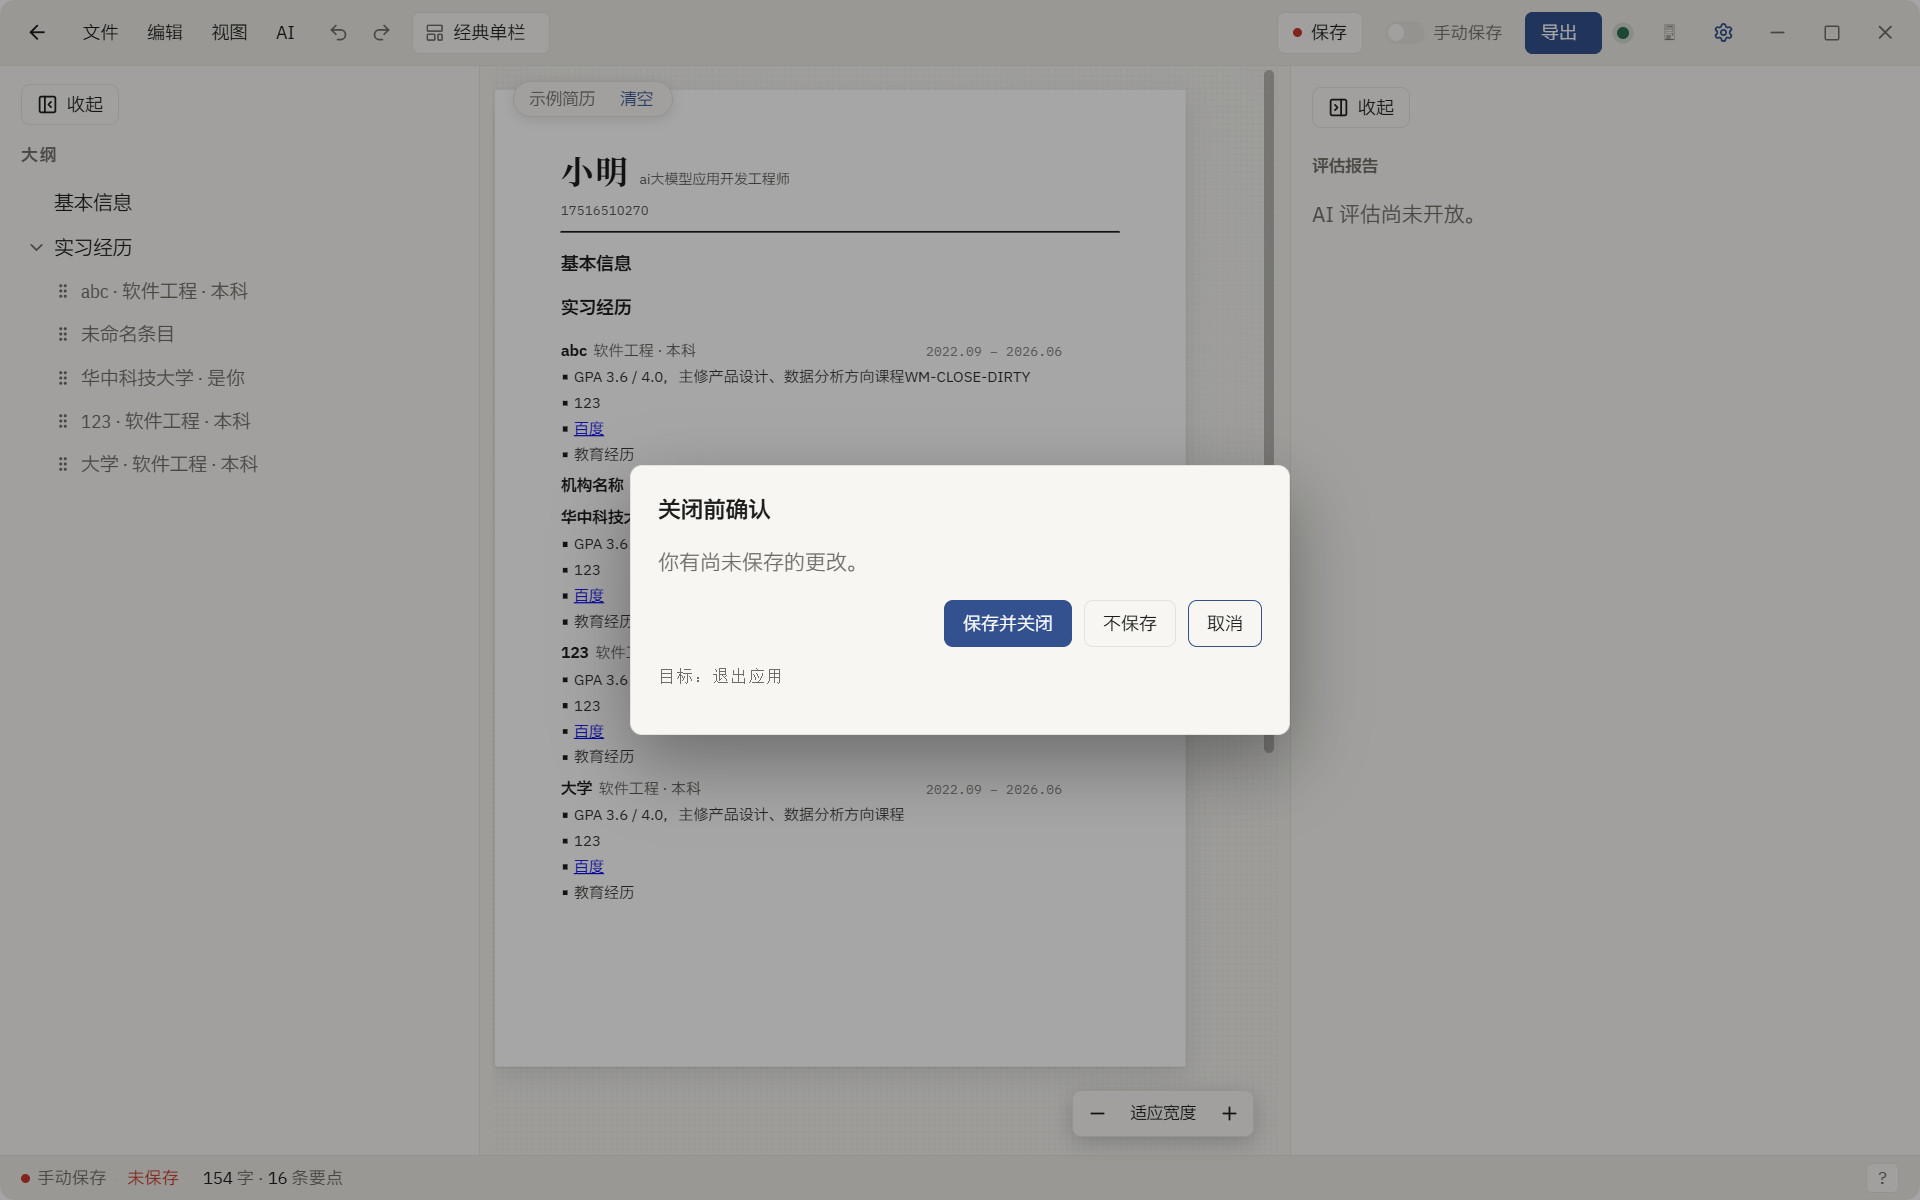 文件 编辑 视图 AI 经典单栏 保存 手动保存 导出
收起
大纲
基本信息
实习经历
abc · 软件工程 · 本科
未命名条目
华中科技大学 · 是你
123 · 软件工程 · 本科
大学 · 软件工程 · 本科
示例简历 清空
小明 ai大模型应用开发工程师
17516510270
基本信息
实习经历
abc 软件工程 · 本科 2022.09 – 2026.06
▪ GPA 3.6 / 4.0，主修产品设计、数据分析方向课程WM-CLOSE-DIRTY
▪ 123
▪ 百度
▪ 教育经历
机构名称
华中科技
▪ GPA 3.6
▪ 123
▪ 百度
▪ 教育经历
123 软件
▪ GPA 3.6
▪ 123
▪ 百度
▪ 教育经历
大学 软件工程 · 本科 2022.09 – 2026.06
▪ GPA 3.6 / 4.0，主修产品设计、数据分析方向课程
▪ 123
▪ 百度
▪ 教育经历
关闭前确认
你有尚未保存的更改。
保存并关闭 不保存 取消
目标：退出应用
适应宽度
收起
评估报告
AI 评估尚未开放。
手动保存 未保存 154 字 · 16 条要点
?